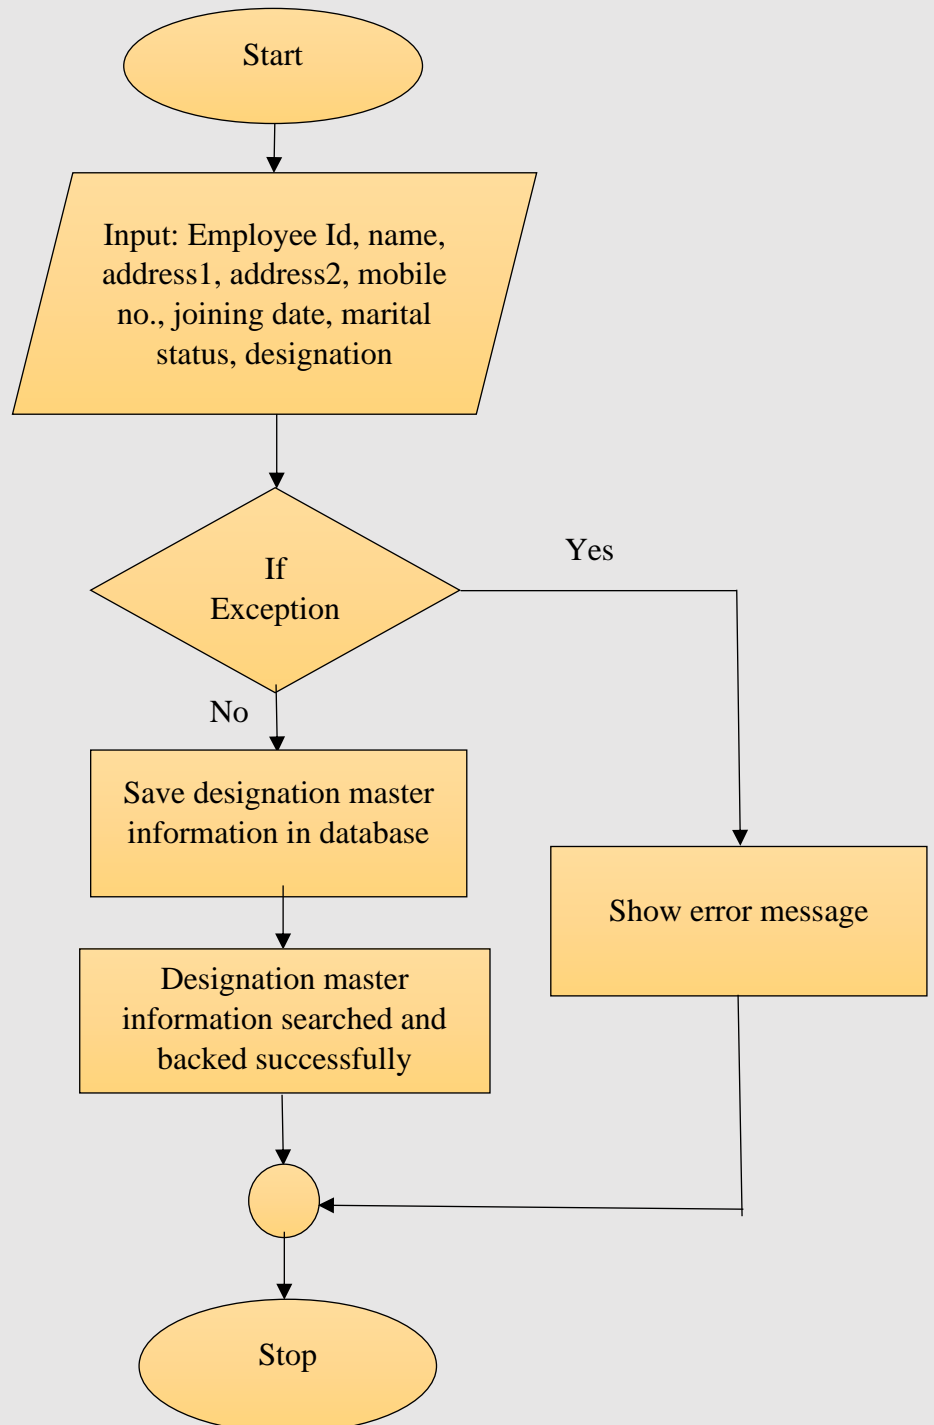 Start
Input: Employee Id, name,
address1, address2, mobile
no., joining date, marital
status, designation
If
Exception
Yes
No
Save designation master
information in database
Show error message
Designation master
information searched and
backed successfully
Stop